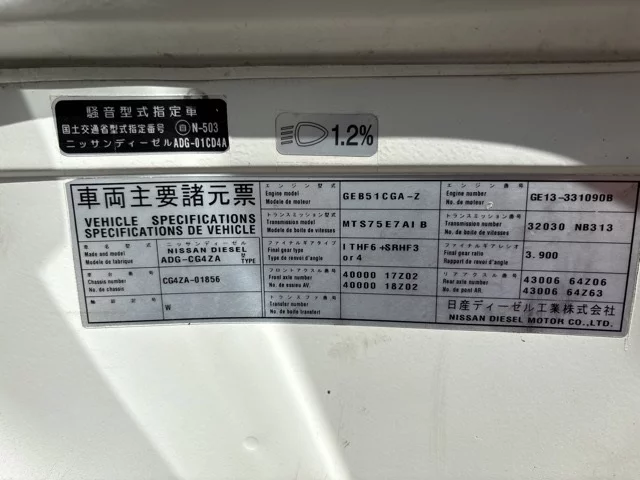 騒音型式指定車
国土交通省型式指定番号 自 N-503
ニッサンディーゼル ADG-01CD4A
1.2%
車両主要諸元票
VEHICLE SPECIFICATIONS
SPECIFICATIONS DE VEHICLE
車名型式 Made and model Modele de fabrique
ニッサンディーゼル NISSAN DIESEL 型
ADG-CG4ZA TYPE
車台番号 Chassis number No. de chassis
CG4ZA-01856
W
エンジン型式 Engine model Modele de moteur
GEB51CGA-Z
エンジン番号 Engine number No. de moteur
GE13-331090B
トランスミッション型式 Transmission model Modele de boite de vitesses
MTS75E7AI B
トランスミッション番号 Transmission number No. de boite de vitesses
32030 NB313
ファイナルギアタイプ Final gear type Type de renvoi d'angle
ITHF6+SRHF3
or 4
ファイナルギアレシオ Final gear ratio Rapport de renvoi d'angle
3.900
フロントアクスル番号 Front axle number No. de essieu AV.
40000 17Z02
40000 18Z02
リアアクスル番号 Rear axle number No. de pont AR.
43006 64Z06
43006 64Z63
トランスファ番号 Transfer number No. de boite transfert
日産ディーゼル工業株式会社
NISSAN DIESEL MOTOR CO.,LTD.